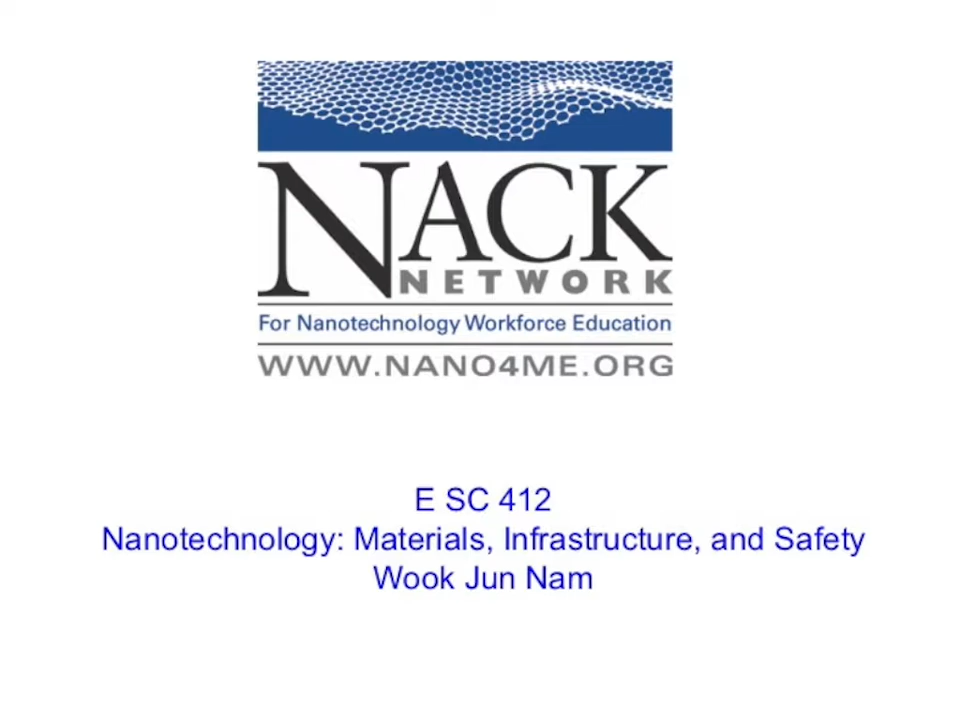 NACK
NETWORK
For Nanotechnology Workforce Education
WWW.NANO4ME.ORG
E SC 412
Nanotechnology: Materials, Infrastructure, and Safety
Wook Jun Nam